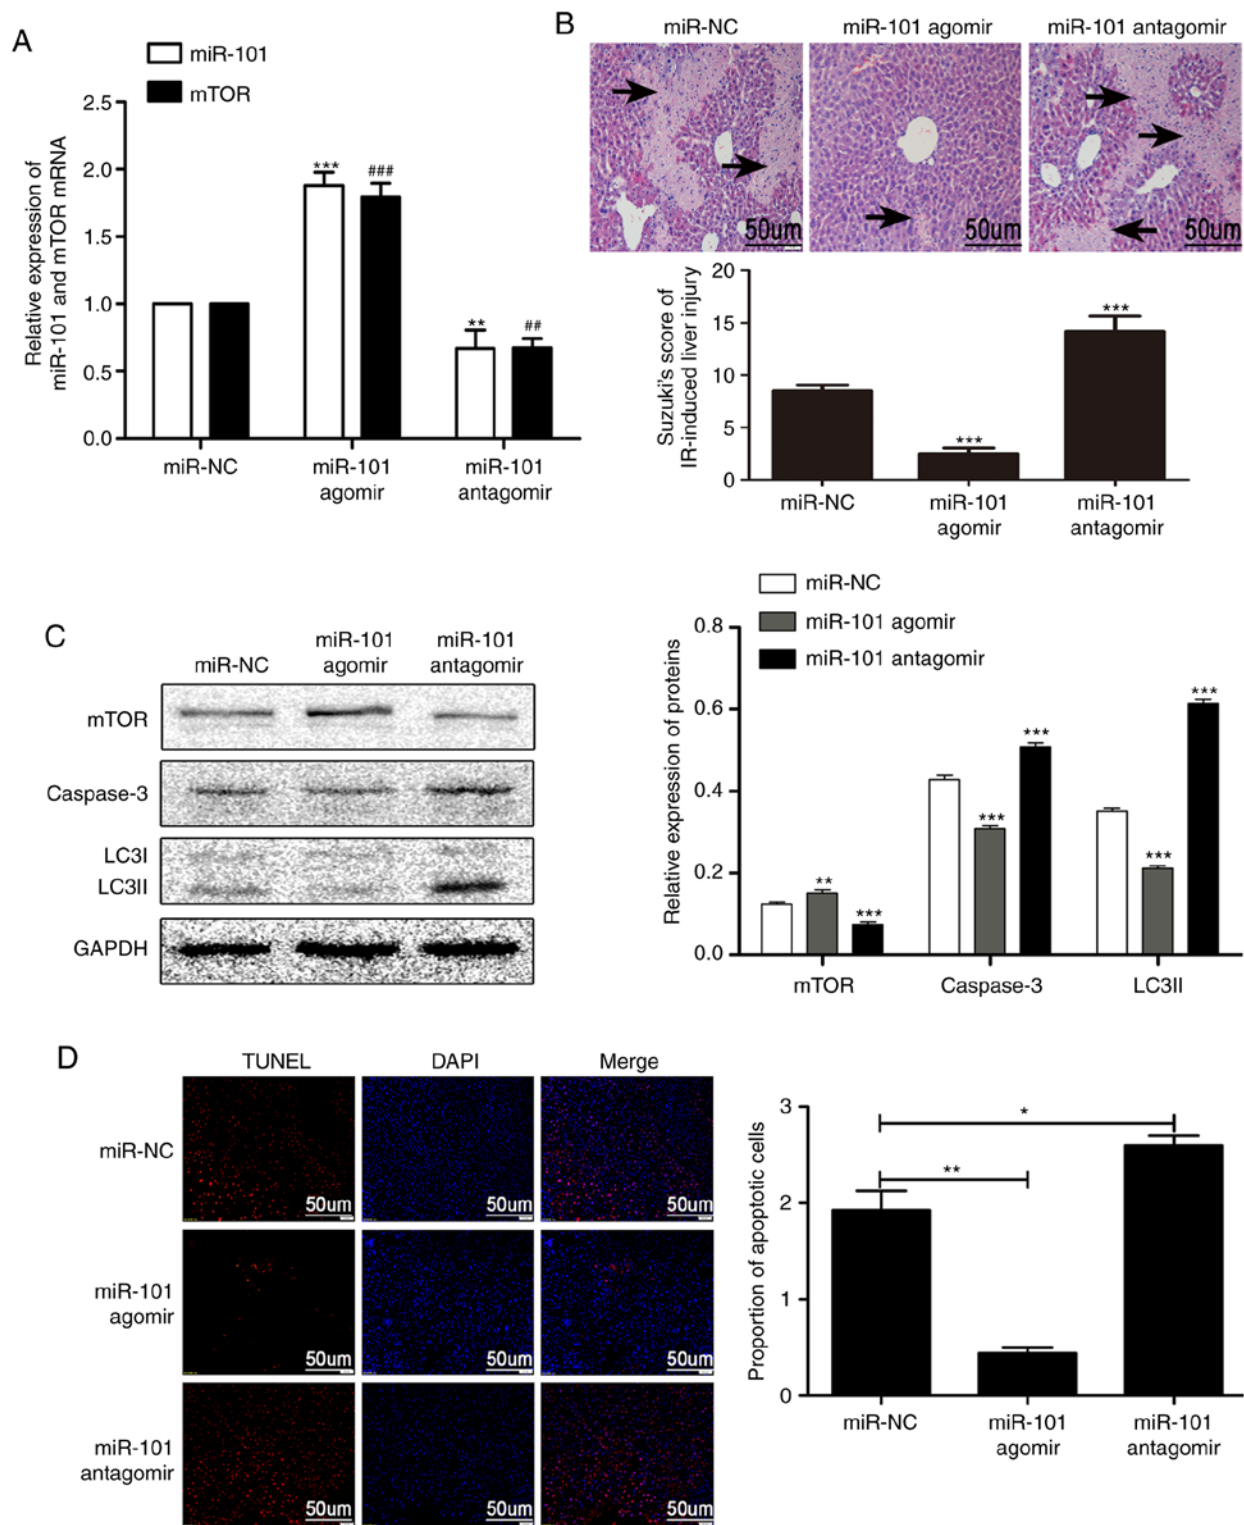 A
miR-101
mTOR
Relative expression of
miR-101 and mTOR mRNA
2.5
2.0
1.5
1.0
0.5
0.0
***
###
**
##
miR-NC
miR-101
agomir
miR-101
antagomir
B
miR-NC
miR-101 agomir
miR-101 antagomir
50um
50um
50um
Suzuki's score of
IR-induced liver injury
20
15
10
5
0
***
***
miR-NC
miR-101
agomir
miR-101
antagomir
C
miR-NC
miR-101
agomir
miR-101
antagomir
mTOR
Caspase-3
LC3I
LC3II
GAPDH
miR-NC
miR-101 agomir
miR-101 antagomir
Relative expression of proteins
0.8
0.6
0.4
0.2
0.0
**
***
***
***
***
***
mTOR
Caspase-3
LC3II
D
TUNEL
DAPI
Merge
miR-NC
50um
50um
50um
miR-101
agomir
50um
50um
50um
miR-101
antagomir
50um
50um
50um
Proportion of apoptotic cells
3
2
1
0
*
**
miR-NC
miR-101
agomir
miR-101
antagomir